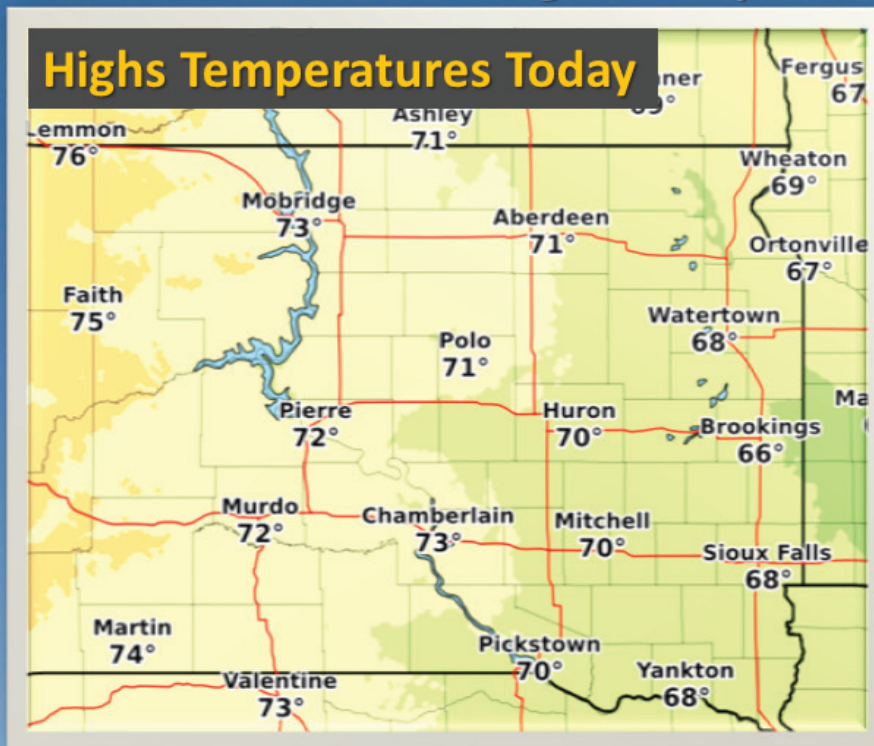 Highs Temperatures Today
Fergus
67
69°
Ashley
71°
Lemmon
76°
Wheaton
69°
Mobridge
73°
Aberdeen
71°
Ortonville
67°
Faith
75°
Watertown
68°
Polo
71°
Pierre
72°
Huron
70°
Brookings
66°
Murdo
72°
Chamberlain
73°
Mitchell
70°
Sioux Falls
68°
Martin
74°
Pickstown
70°
Valentine
73°
Yankton
68°